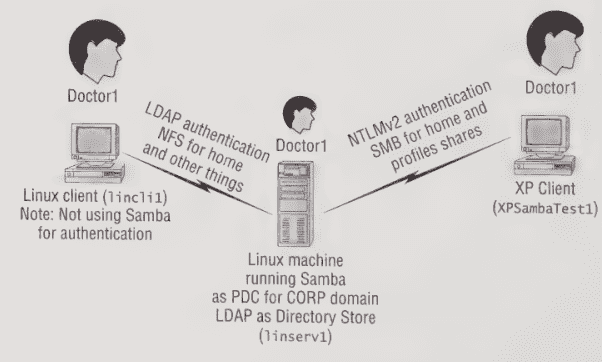 Doctor1
LDAP authentication
NFS for home
and other things
Linux client (lincli1)
Note: Not using Samba
for authentication
Doctor1
Linux machine
running Samba
as PDC for CORP domain
LDAP as Directory Store
(linserv1)
NTLMv2 authentication
SMB for home and
profiles shares
Doctor1
XP Client
(XPSambaTest1)